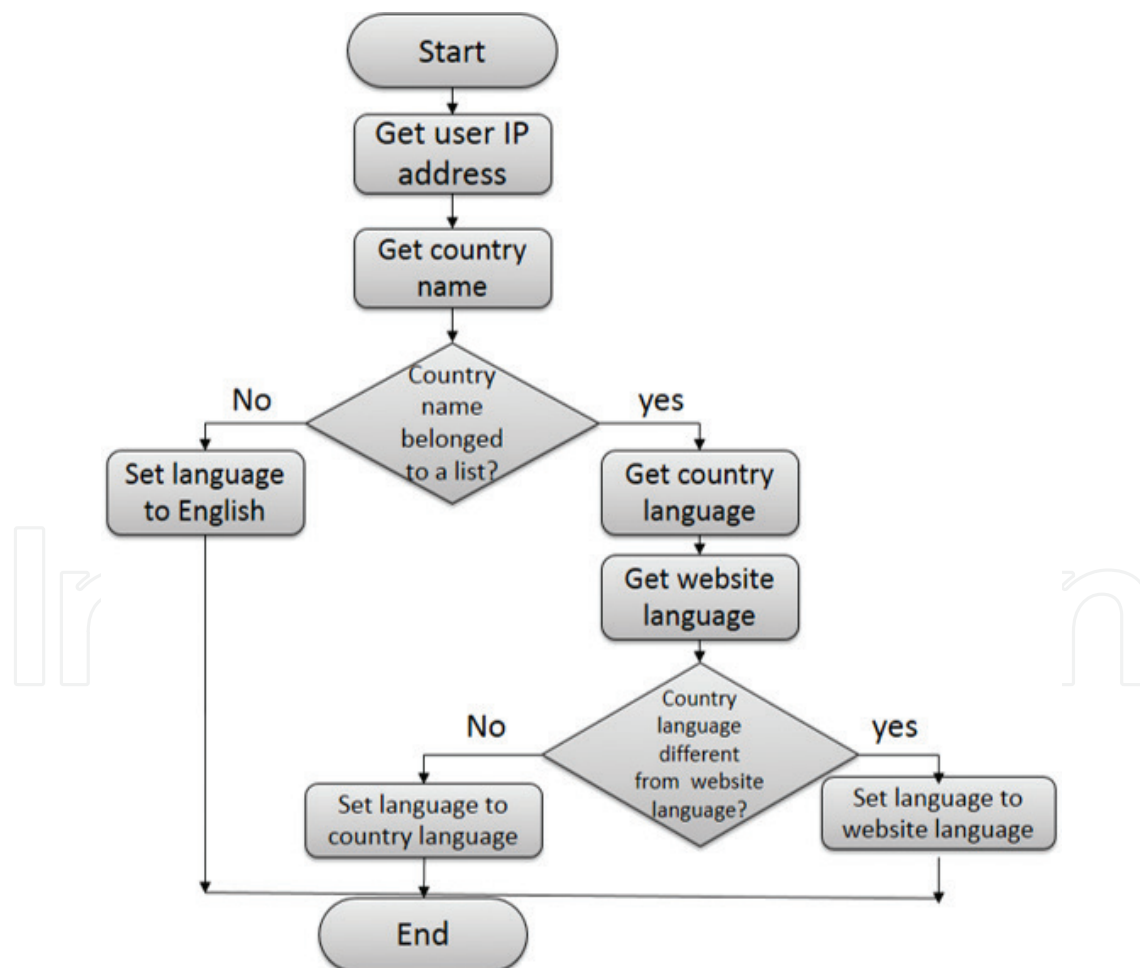 Start
Get user IP
address
Get country
name
Country
name
belonged
to a list?
No
yes
Set language
to English
Get country
language
Get website
language
Country
language
different
from website
language?
No
yes
Set language to
country language
Set language to
website language
End